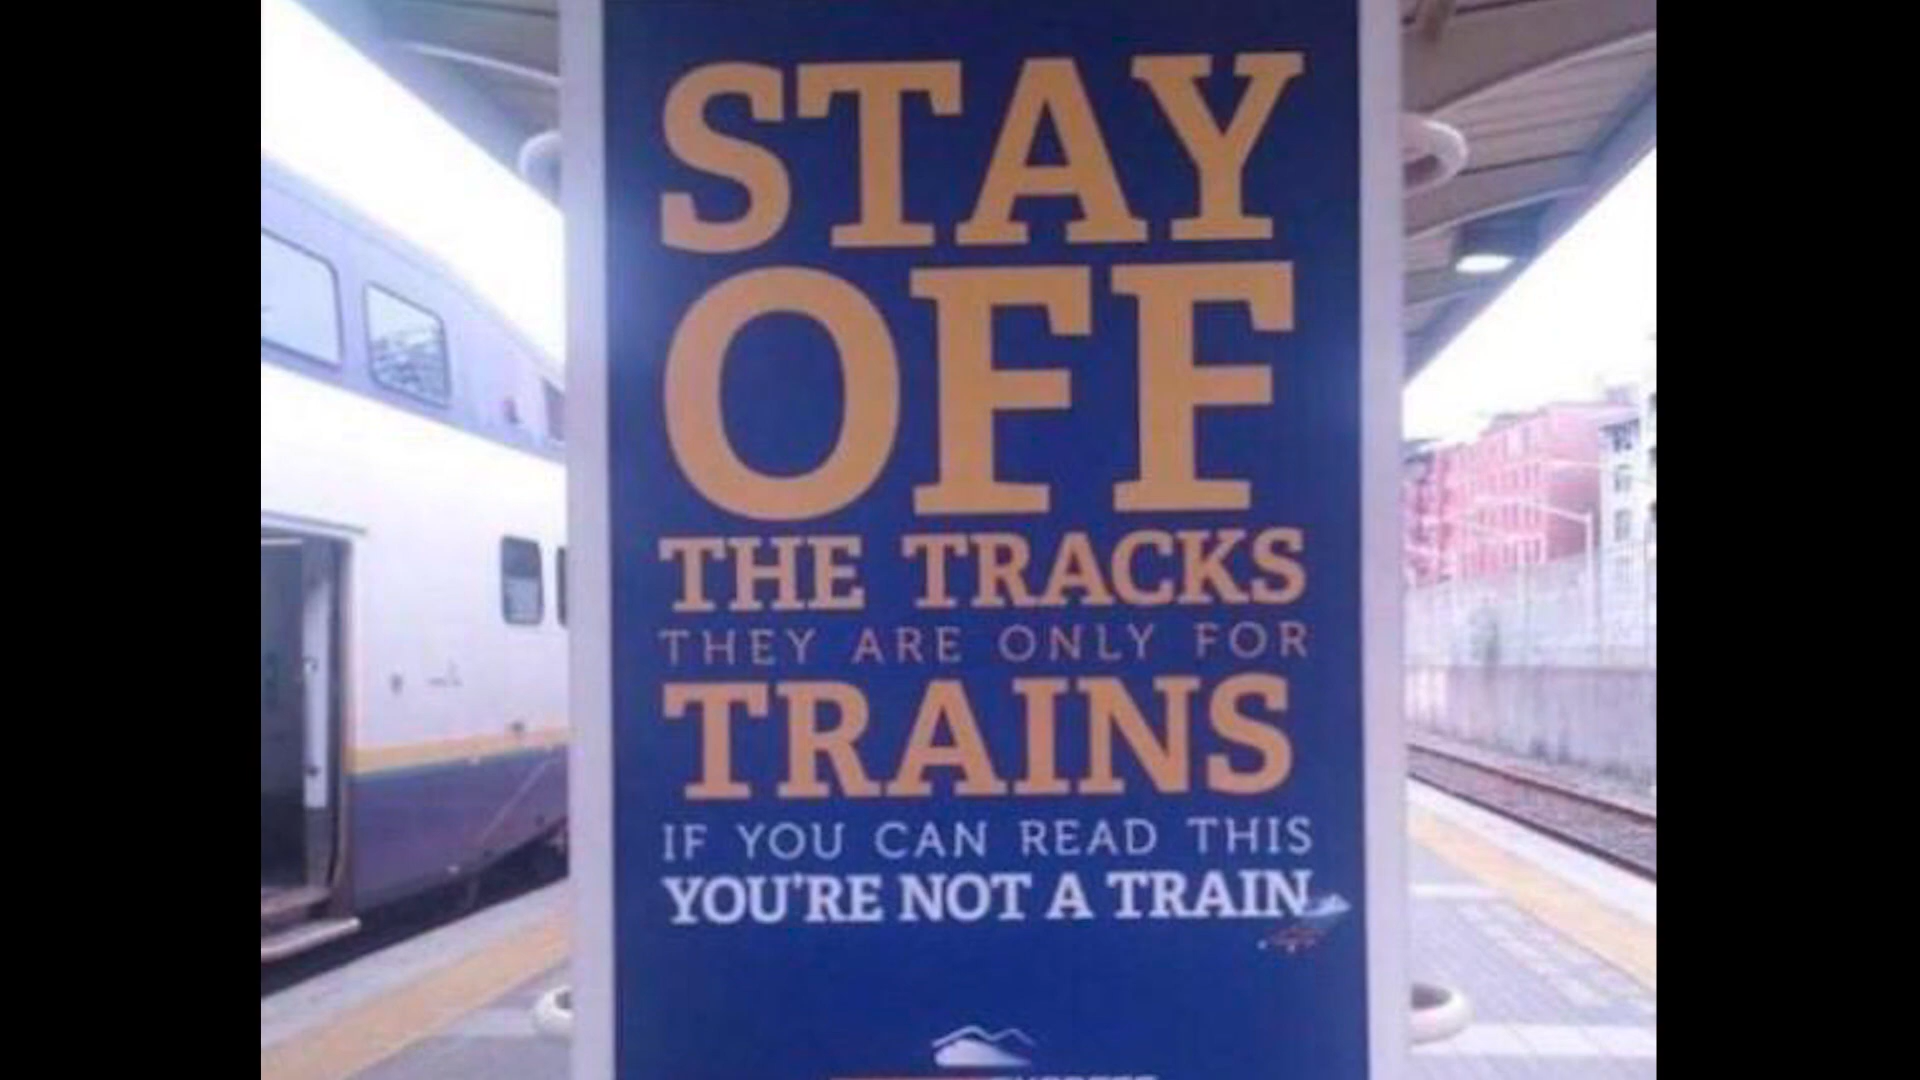 STAY
OFF
THE TRACKS
THEY ARE ONLY FOR
TRAINS
IF YOU CAN READ THIS
YOU'RE NOT A TRAIN